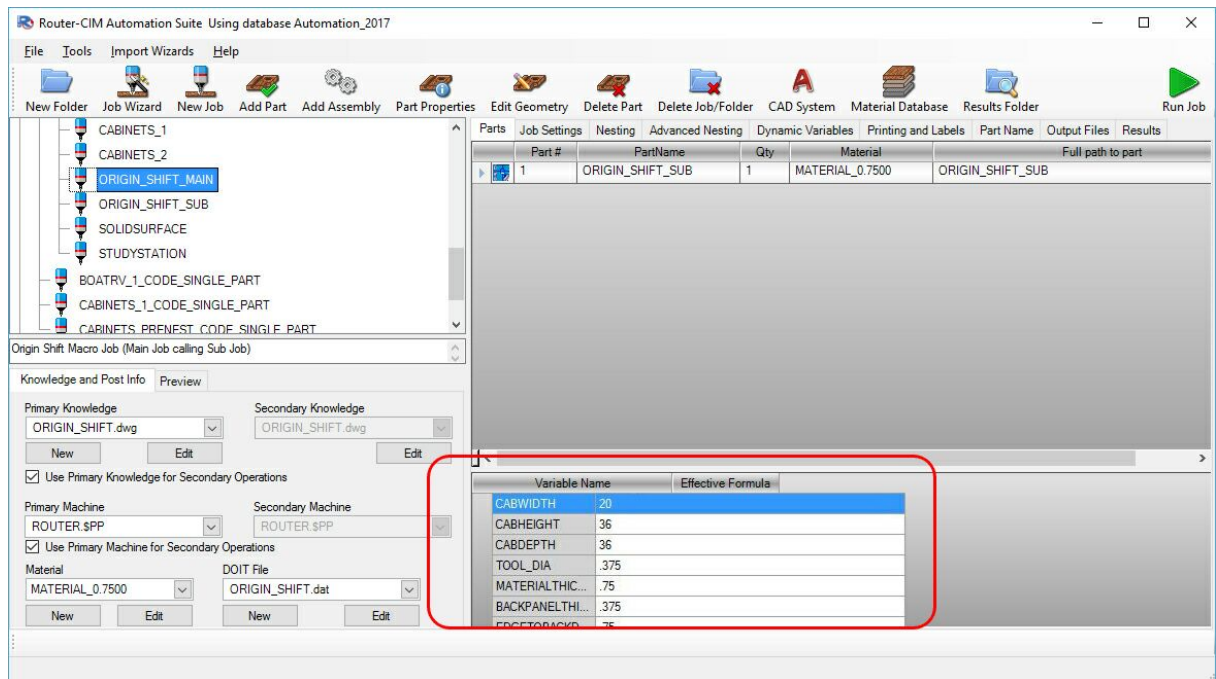 Router-CIM Automation Suite Using database Automation_2017
File Tools Import Wizards Help
New Folder Job Wizard New Job Add Part Add Assembly Part Properties Edit Geometry Delete Part Delete Job/Folder CAD System Material Database Results Folder Run Job
CABINETS_1
CABINETS_2
ORIGIN_SHIFT_MAIN
ORIGIN_SHIFT_SUB
SOLIDSURFACE
STUDYSTATION
BOATRV_1_CODE_SINGLE_PART
CABINETS_1_CODE_SINGLE_PART
CABINETS_PRENEST_CODE_SINGLE_PART
Origin Shift Macro Job (Main Job calling Sub Job)
Knowledge and Post Info Preview
Primary Knowledge Secondary Knowledge
ORIGIN_SHIFT.dwg ORIGIN_SHIFT.dwg
New Edit Edit
Use Primary Knowledge for Secondary Operations
Primary Machine Secondary Machine
ROUTER.$PP ROUTER.$PP
Use Primary Machine for Secondary Operations
Material DOIT File
MATERIAL_0.7500 ORIGIN_SHIFT.dat
New Edit New Edit
Parts Job Settings Nesting Advanced Nesting Dynamic Variables Printing and Labels Part Name Output Files Results
Part # PartName Qty Material Full path to part
1 ORIGIN_SHIFT_SUB 1 MATERIAL_0.7500 ORIGIN_SHIFT_SUB
Variable Name Effective Formula
CABWIDTH 20
CABHEIGHT 36
CABDEPTH 36
TOOL_DIA .375
MATERIALTHIC... .75
BACKPANELTHI... .375
EDGETOBACKD... .75